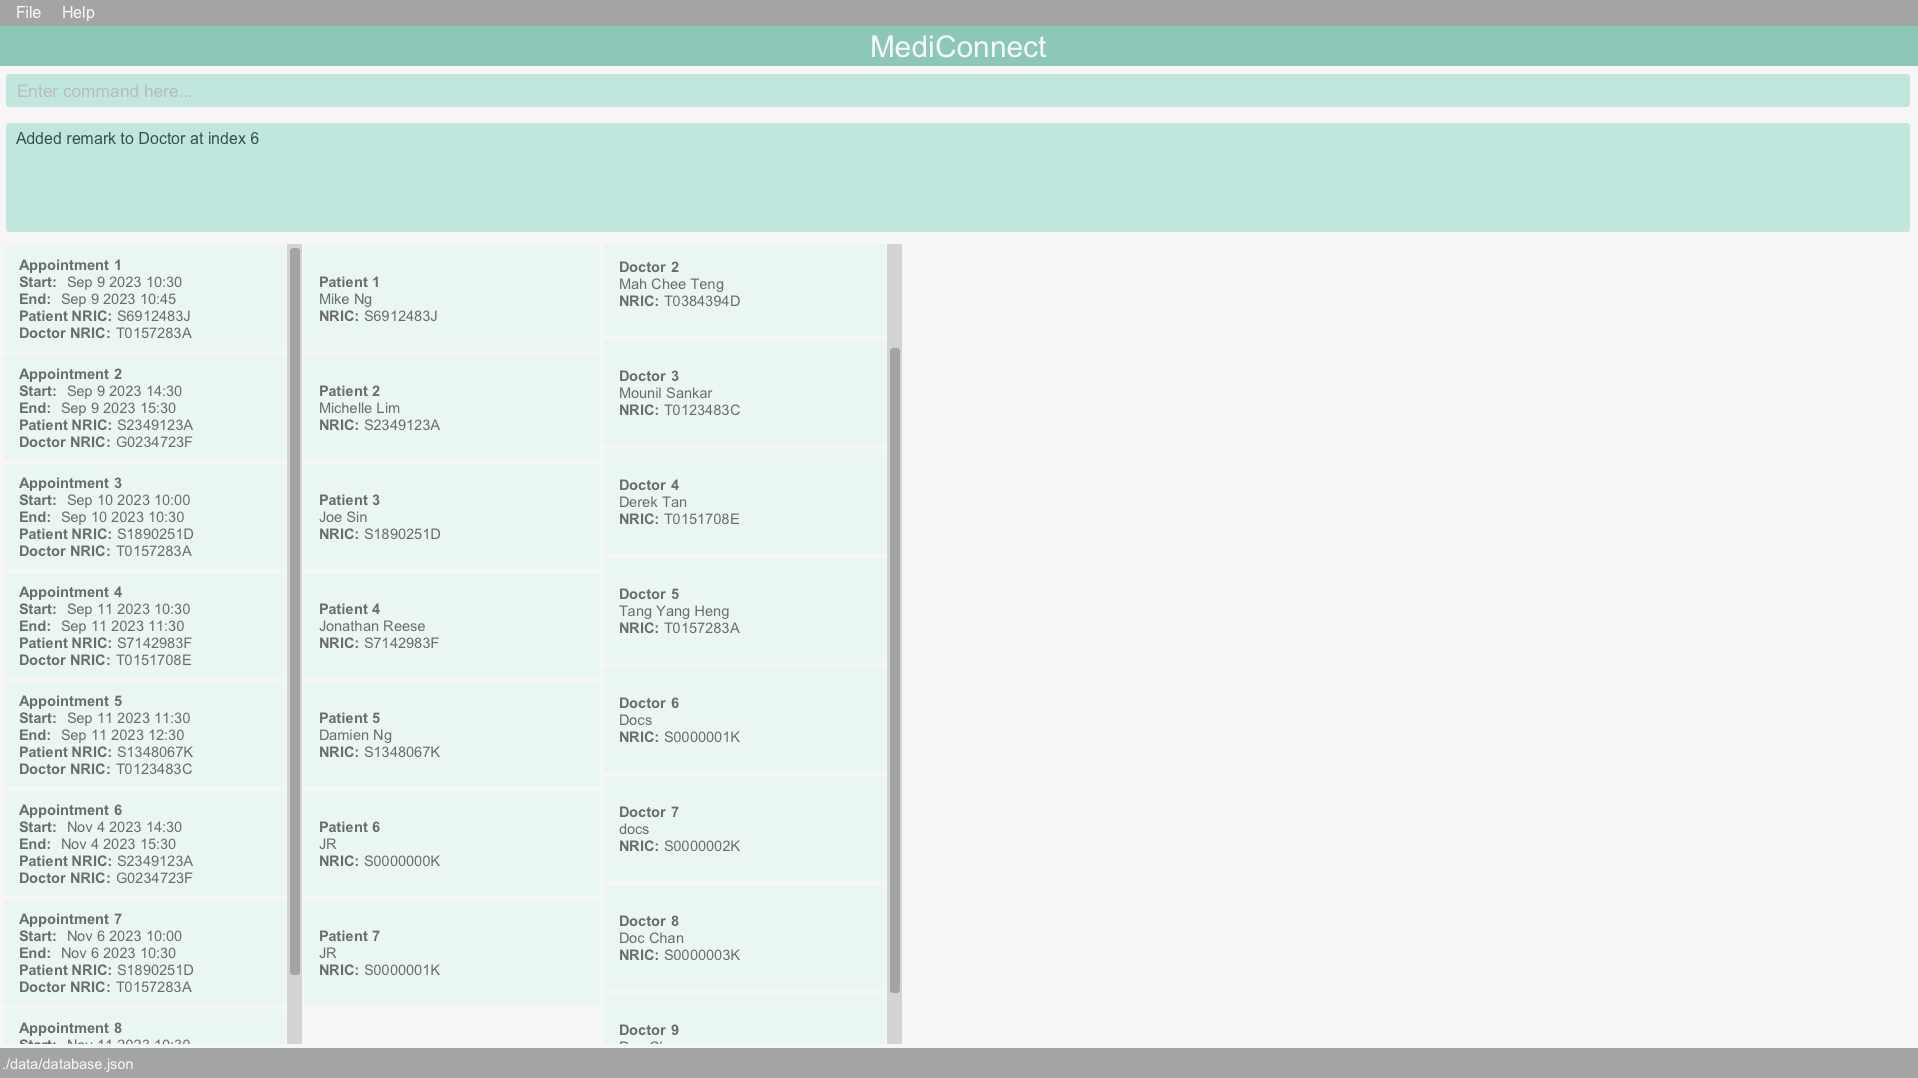 File Help
MediConnect
Enter command here...
Added remark to Doctor at index 6
Appointment 1
Start: Sep 9 2023 10:30
End: Sep 9 2023 10:45
Patient NRIC: S6912483J
Doctor NRIC: T0157283A
Appointment 2
Start: Sep 9 2023 14:30
End: Sep 9 2023 15:30
Patient NRIC: S2349123A
Doctor NRIC: G0234723F
Appointment 3
Start: Sep 10 2023 10:00
End: Sep 10 2023 10:30
Patient NRIC: S1890251D
Doctor NRIC: T0157283A
Appointment 4
Start: Sep 11 2023 10:30
End: Sep 11 2023 11:30
Patient NRIC: S7142983F
Doctor NRIC: T0151708E
Appointment 5
Start: Sep 11 2023 11:30
End: Sep 11 2023 12:30
Patient NRIC: S1348067K
Doctor NRIC: T0123483C
Appointment 6
Start: Nov 4 2023 14:30
End: Nov 4 2023 15:30
Patient NRIC: S2349123A
Doctor NRIC: G0234723F
Appointment 7
Start: Nov 6 2023 10:00
End: Nov 6 2023 10:30
Patient NRIC: S1890251D
Doctor NRIC: T0157283A
Appointment 8
Patient 1
Mike Ng
NRIC: S6912483J
Patient 2
Michelle Lim
NRIC: S2349123A
Patient 3
Joe Sin
NRIC: S1890251D
Patient 4
Jonathan Reese
NRIC: S7142983F
Patient 5
Damien Ng
NRIC: S1348067K
Patient 6
JR
NRIC: S0000000K
Patient 7
JR
NRIC: S0000001K
Doctor 2
Mah Chee Teng
NRIC: T0384394D
Doctor 3
Mounil Sankar
NRIC: T0123483C
Doctor 4
Derek Tan
NRIC: T0151708E
Doctor 5
Tang Yang Heng
NRIC: T0157283A
Doctor 6
Docs
NRIC: S0000001K
Doctor 7
docs
NRIC: S0000002K
Doctor 8
Doc Chan
NRIC: S0000003K
Doctor 9
./data/database.json